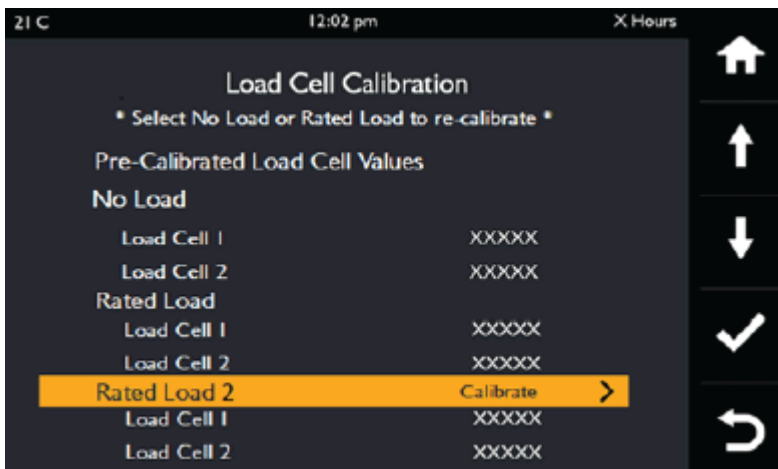 21 C 12:02 pm X Hours
Load Cell Calibration
* Select No Load or Rated Load to re-calibrate *
Pre-Calibrated Load Cell Values
No Load
Load Cell 1 XXXXX
Load Cell 2 XXXXX
Rated Load
Load Cell 1 XXXXX
Load Cell 2 XXXXX
Rated Load 2 Calibrate >
Load Cell 1 XXXXX
Load Cell 2 XXXXX